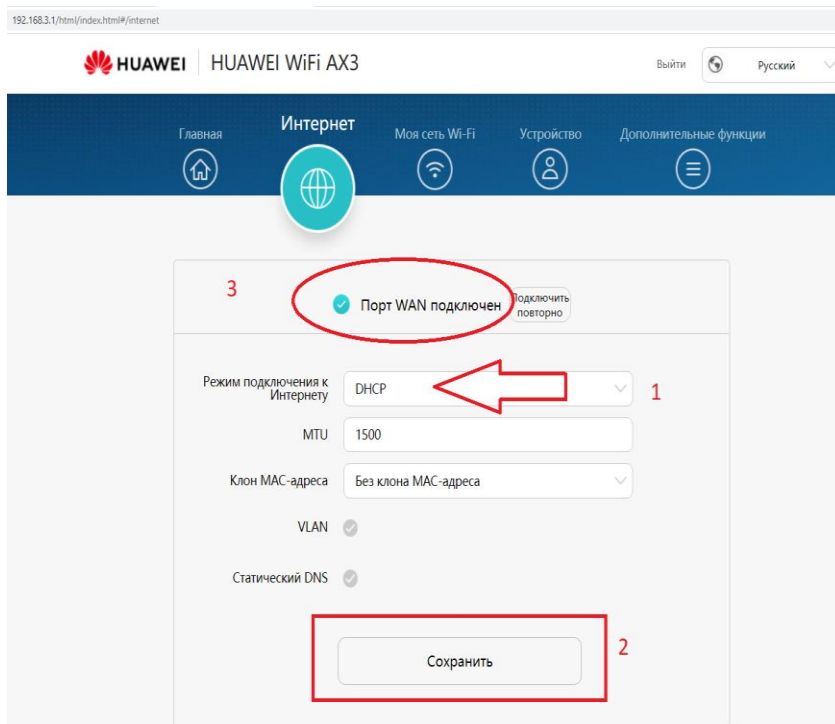 192.168.3.1/html/index.html#/internet
HUAWEI HUAWEI WiFi AX3 Выйти Русский
Главная Интернет Моя сеть Wi-Fi Устройство Дополнительные функции
3 Порт WAN подключен
повторно
Режим подключения к
Интернету
DHCP 1
MTU 1500
Клон MAC-адреса Без клона MAC-адреса
VLAN
Статический DNS
Сохранить 2